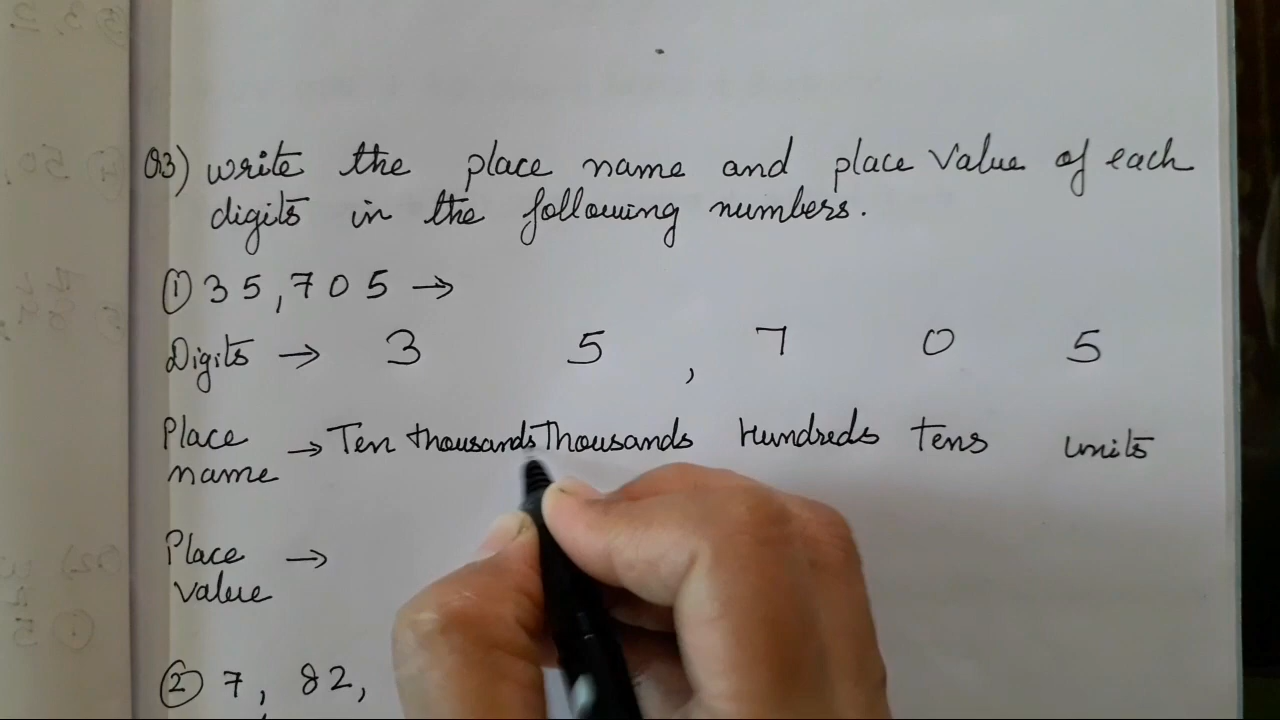 Q3) write the place name and place value of each
digits in the following numbers.
① 35,705 →
Digits → 3 5 , 7 0 5
Place name → Ten thousands Thousands Hundreds tens units
Place value →
② 7, 82,